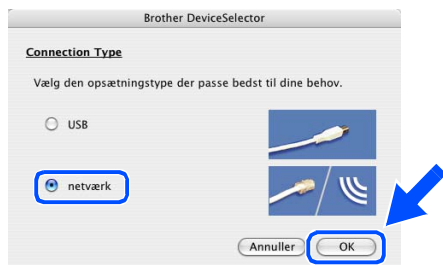 Brother DeviceSelector
Connection Type
Vælg den opsætningstype der passe bedst til dine behov.
USB
netværk
Annuller OK